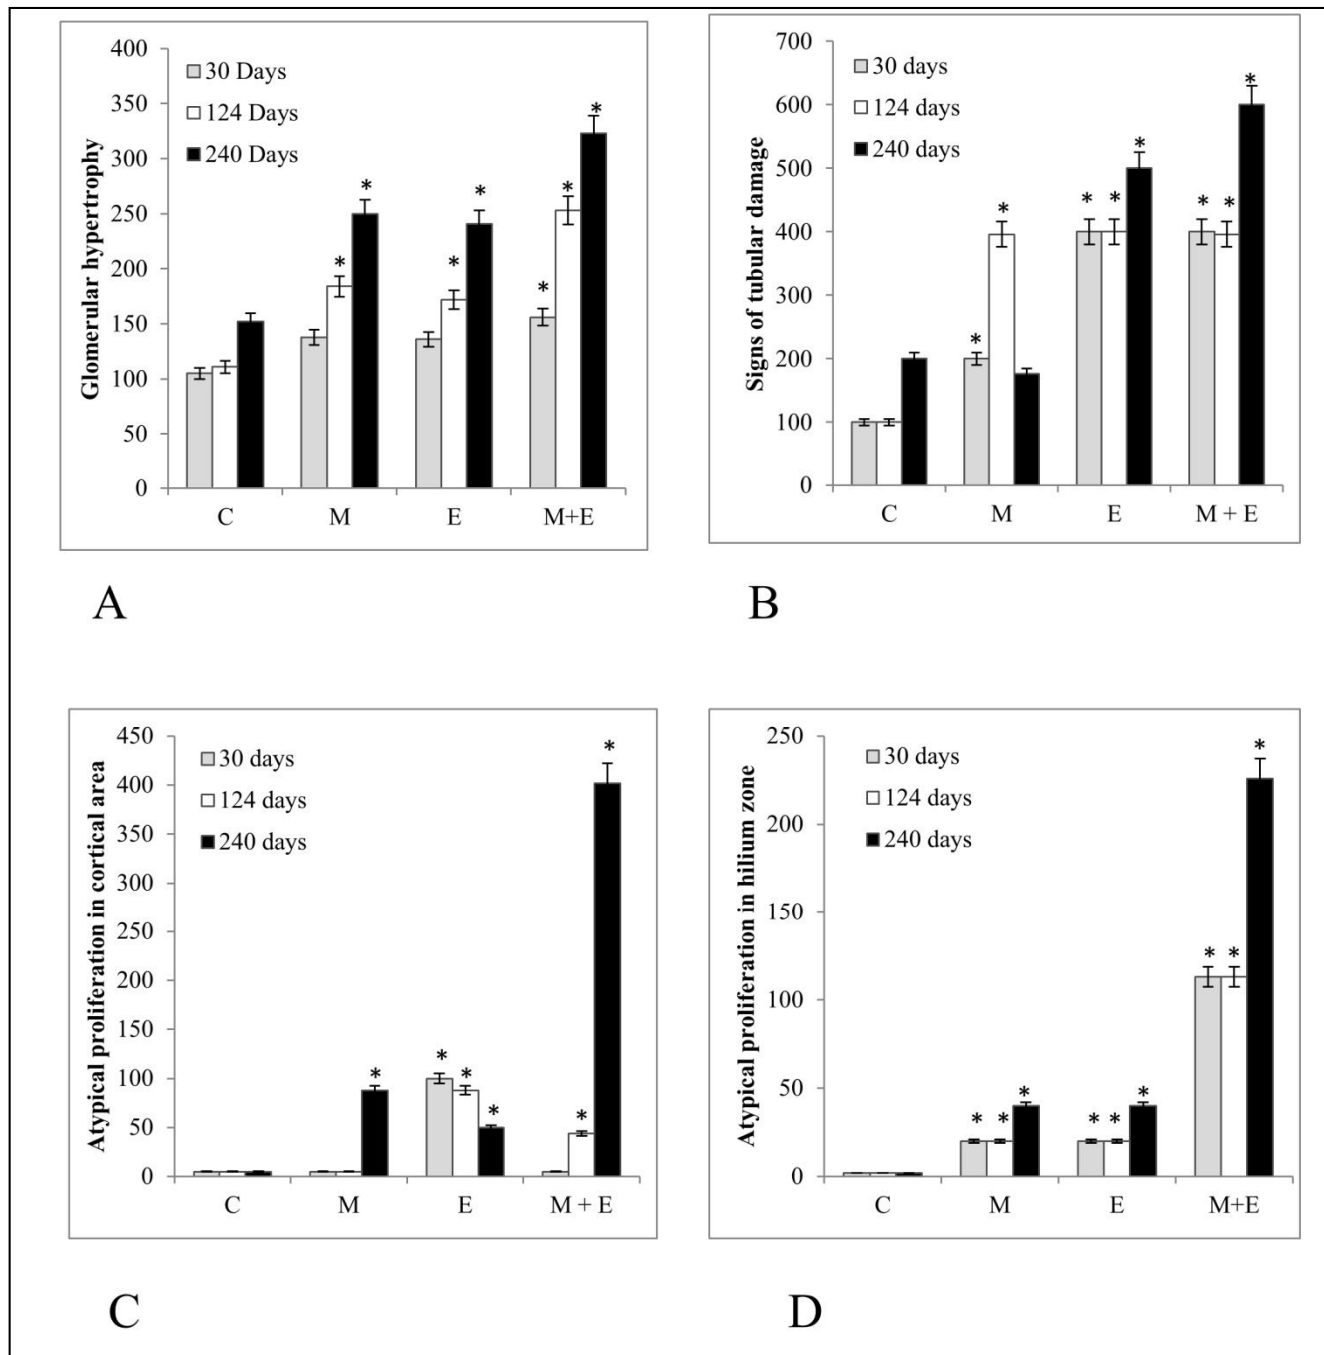 400
350
300
250
200
150
100
50
0
Glomerular hypertrophy
30 Days
124 Days
240 Days
* * * * * * *
C M E M+E
A
700
600
500
400
300
200
100
0
Signs of tubular damage
30 days
124 days
240 days
* * * * * * * *
C M E M + E
B
450
400
350
300
250
200
150
100
50
0
Atypical proliferation in cortical area
30 days
124 days
240 days
* * * * * *
C M E M + E
C
250
200
150
100
50
0
Atypical proliferation in hilium zone
30 days
124 days
240 days
* * * * * * * * *
C M E M+E
D